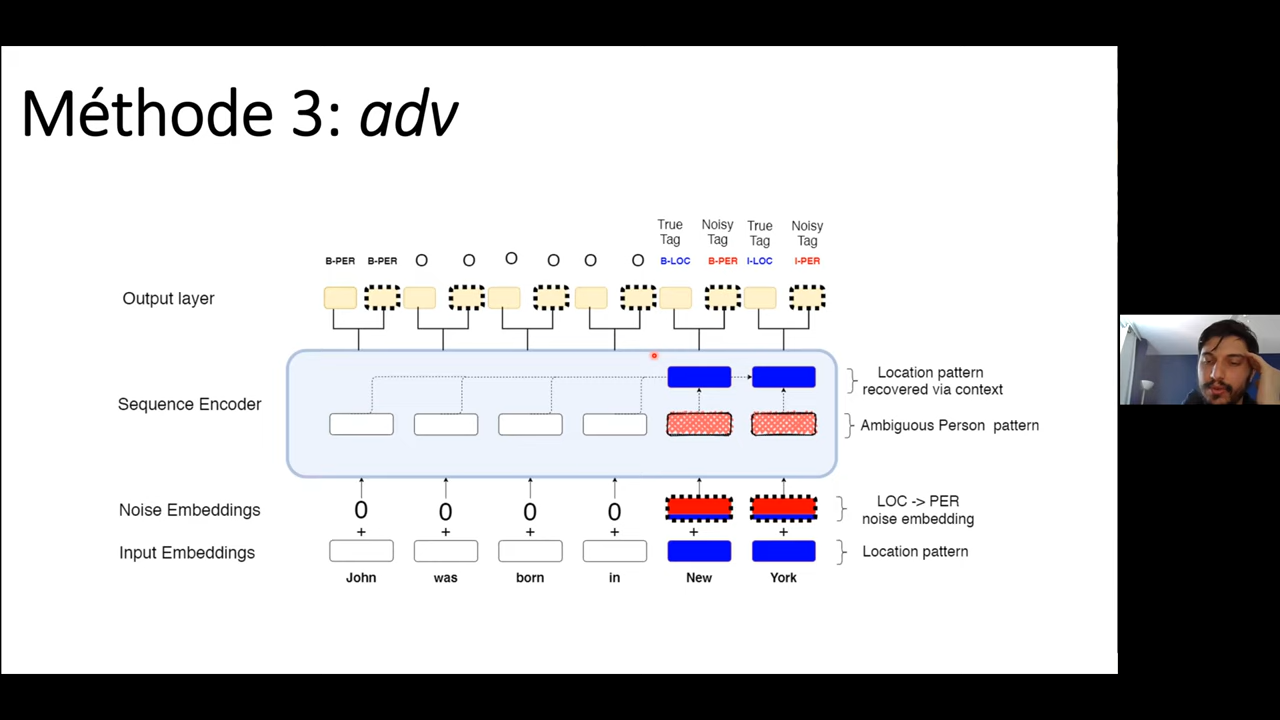 Méthode 3: adv
True Tag Noisy Tag True Tag Noisy Tag
B-PER B-PER O O O O O O B-LOC B-PER I-LOC I-PER
Output layer
Location pattern
recovered via context
Sequence Encoder
Ambiguous Person pattern
Noise Embeddings 0 0 0 0 LOC -> PER
noise embedding
+ + + + + +
Input Embeddings Location pattern
John was born in New York